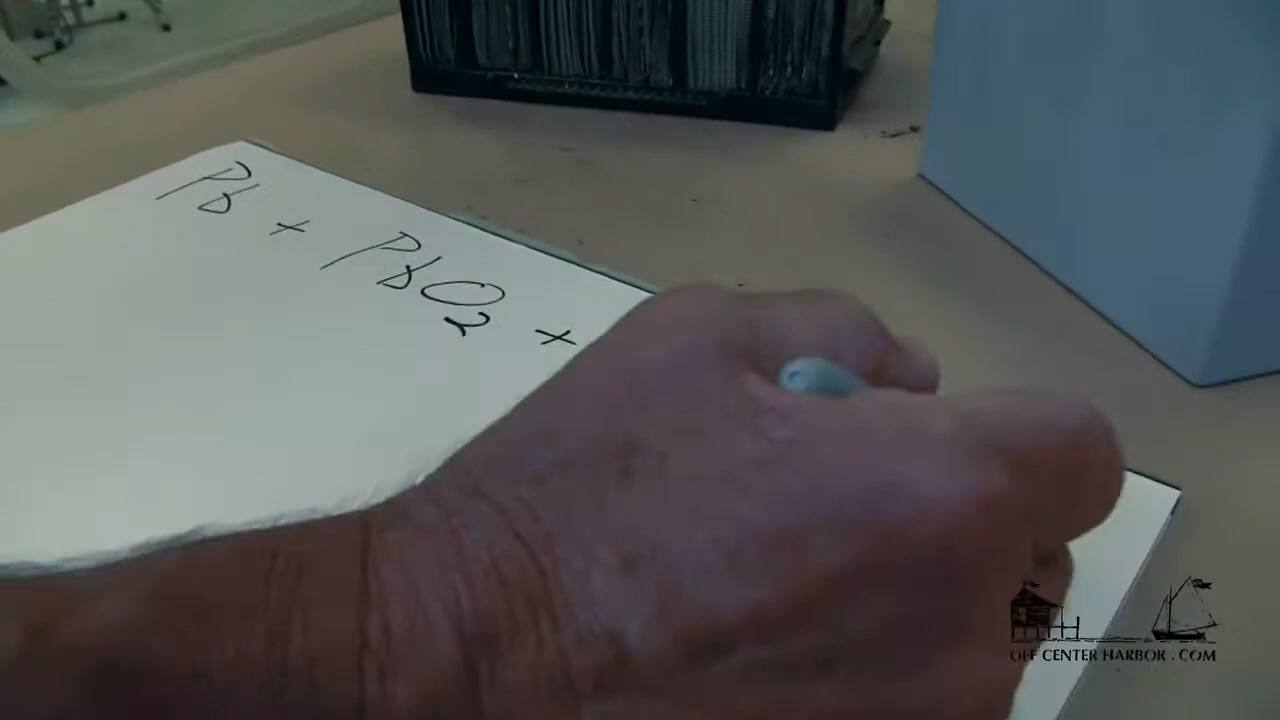 Pb + PbO₂ +
OFF CENTER HARBOR.COM